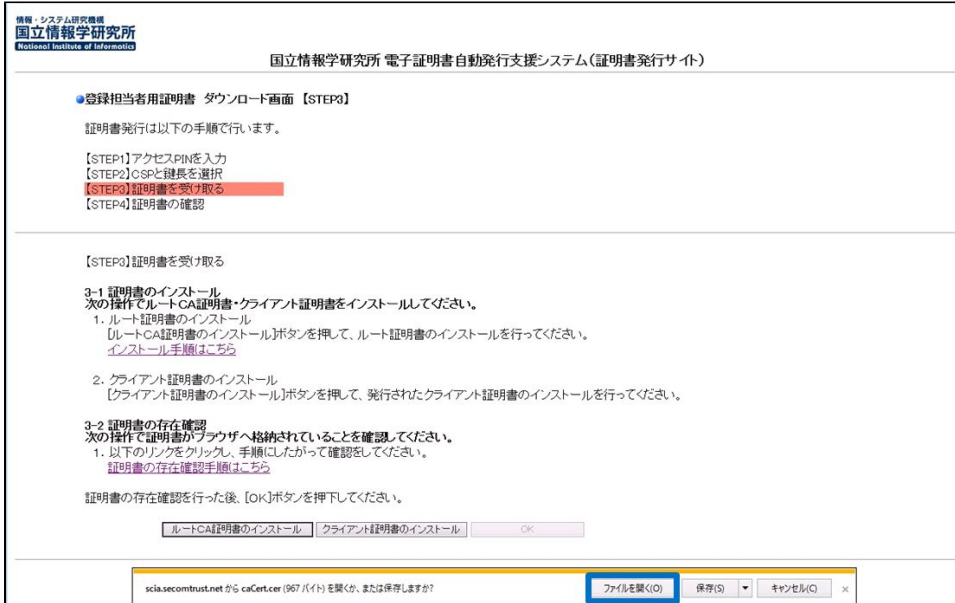 情報・システム研究機構
国立情報学研究所
National Institute of Informatics
国立情報学研究所 電子証明書自動発行支援システム(証明書発行サイト)
登録担当者用証明書 ダウンロード画面 【STEP3】
証明書発行は以下の手順で行います。
【STEP1】アクセスPINを入力
【STEP2】CSPと鍵長を選択
【STEP3】証明書を受け取る
【STEP4】証明書の確認
【STEP3】証明書を受け取る
3-1 証明書のインストール
次の操作でルートCA証明書・クライアント証明書をインストールしてください。
1. ルート証明書のインストール
[ルートCA証明書のインストール]ボタンを押して、ルート証明書のインストールを行ってください。
インストール手順はこちら
2. クライアント証明書のインストール
[クライアント証明書のインストール]ボタンを押して、発行されたクライアント証明書のインストールを行ってください。
3-2 証明書の存在確認
次の操作で証明書がブラウザへ格納されていることを確認してください。
1. 以下のリンクをクリックし、手順にしたがって確認をしてください。
証明書の存在確認手順はこちら
証明書の存在確認を行った後、[OK]ボタンを押下してください。
ルートCA証明書のインストール クライアント証明書のインストール OK
scia.secomtrust.net から caCert.cer (967 バイト) を開くか、または保存しますか? ファイルを開く(O) 保存(S) ▼ キャンセル(C) ×